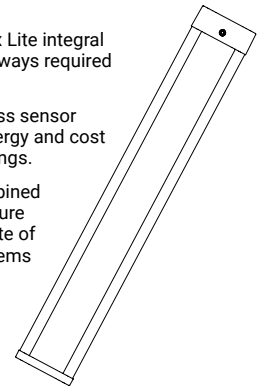 Lite integral
ways required
ss sensor
ergy and cost
ngs.
bined
ure
te of
ems